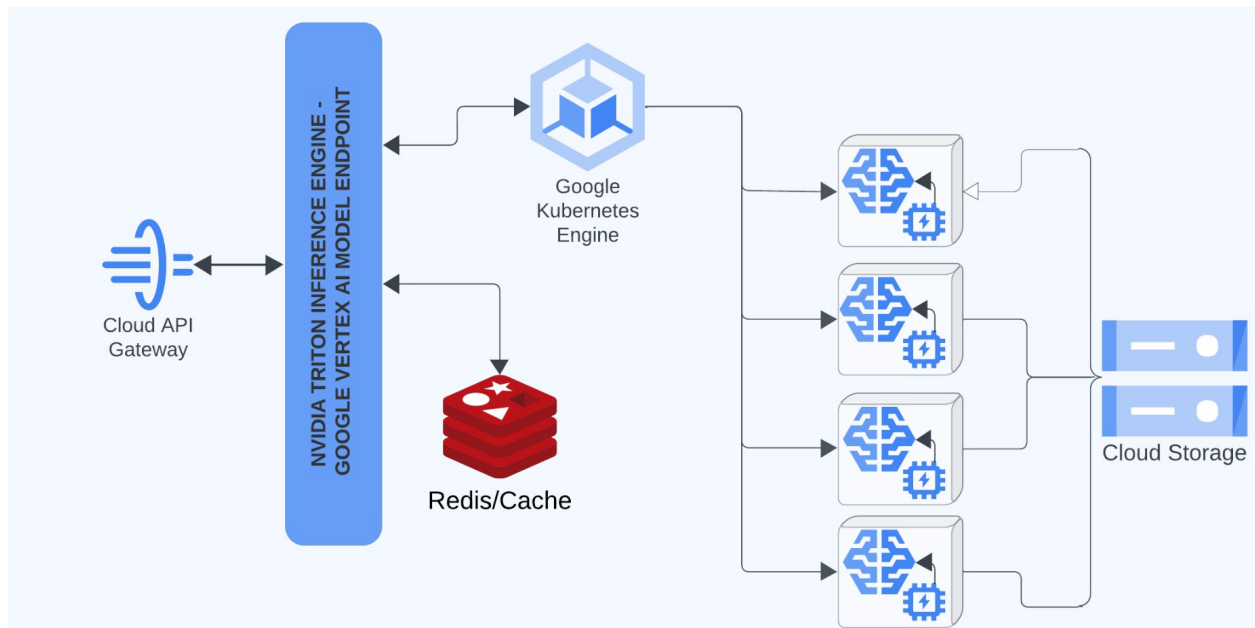 NVIDIA TRITON INFERENCE ENGINE -
GOOGLE VERTEX AI MODEL ENDPOINT
Google
Kubernetes
Engine
Cloud API
Gateway
Redis/Cache
Cloud Storage